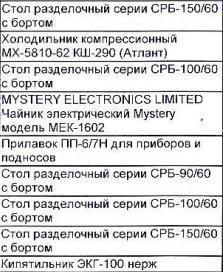 Стол разделочный серии СРБ-150/60
с бортом
Холодильник компрессионный
МХ-5810-62 КШ-290 (Атлант)
Стол разделочный серии СРБ-100/60
с бортом
MYSTERY ELECTRONICS LIMITED
Чайник электрический Mystery
модель МЕК-1602
Прилавок ПП-6/7Н для приборов и
подносов
Стол разделочный серии СРБ-90/60
с бортом
Стол разделочный серии СРБ-100/60
с бортом
Стол разделочный серии СРБ-150/60
с бортом
Кипятильник ЭКГ-100 нерж